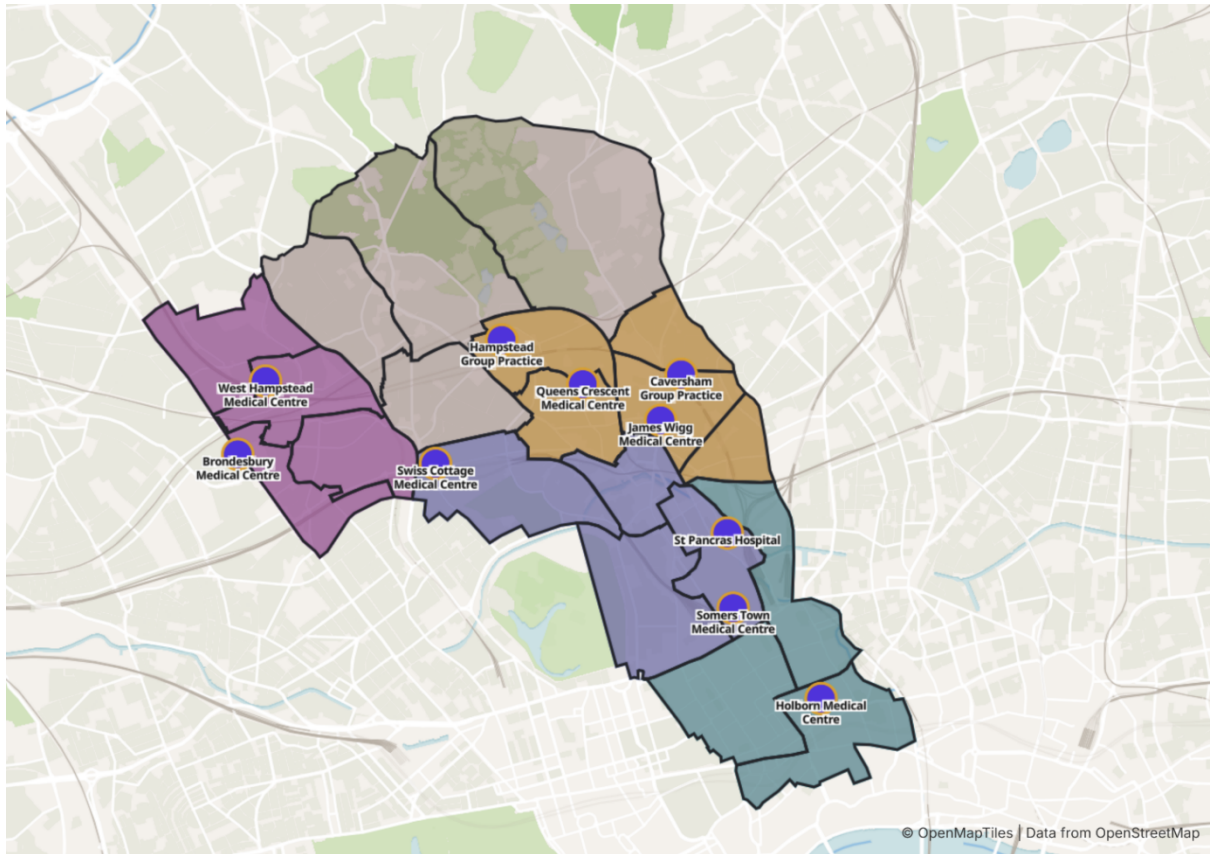 Hampstead
Group Practice
West Hampstead
Medical Centre
Queens Crescent
Medical Centre
Caversham
Group Practice
James Wigg
Medical Centre
Brondesbury
Medical Centre
Swiss Cottage
Medical Centre
St Pancras Hospital
Somers Town
Medical Centre
Holborn Medical
Centre
© OpenMapTiles | Data from OpenStreetMap